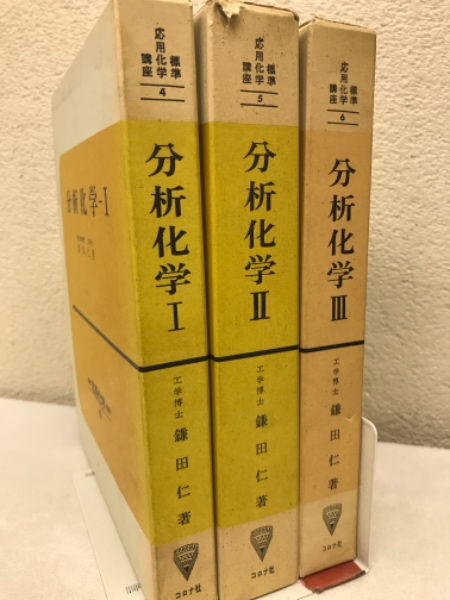 標準
応用化学
講座
4
分析化学 I
工学博士 鎌田仁著
コロナ社
標準
応用化学
講座
5
分析化学 II
工学博士 鎌田仁著
コロナ社
標準
応用化学
講座
6
分析化学 III
工学博士 鎌田仁著
コロナ社
分析化学-I